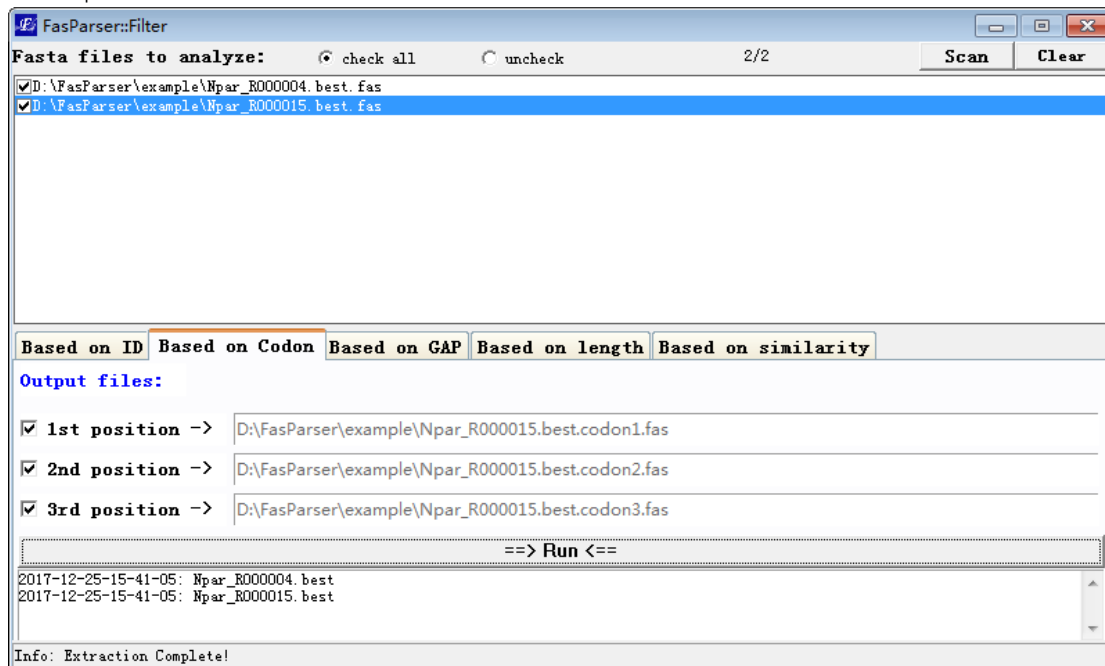 FasParser::Filter
Fasta files to analyze: check all uncheck 2/2 Scan Clear
D:\FasParser\example\Npar_R000004.best.fas
D:\FasParser\example\Npar_R000015.best.fas
Based on ID Based on Codon Based on GAP Based on length Based on similarity
Output files:
1st position -> D:\FasParser\example\Npar_R000015.best.codon1.fas
2nd position -> D:\FasParser\example\Npar_R000015.best.codon2.fas
3rd position -> D:\FasParser\example\Npar_R000015.best.codon3.fas
==> Run <==
2017-12-25-15-41-05: Npar_R000004.best
2017-12-25-15-41-05: Npar_R000015.best
Info: Extraction Complete!